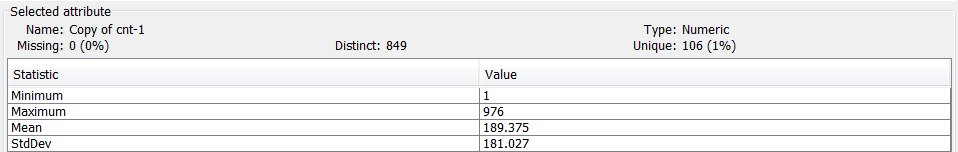 Selected attribute
Name: Copy of cnt-1 Type: Numeric
Missing: 0 (0%) Distinct: 849 Unique: 106 (1%)
Statistic Value
Minimum 1
Maximum 976
Mean 189.375
StdDev 181.027